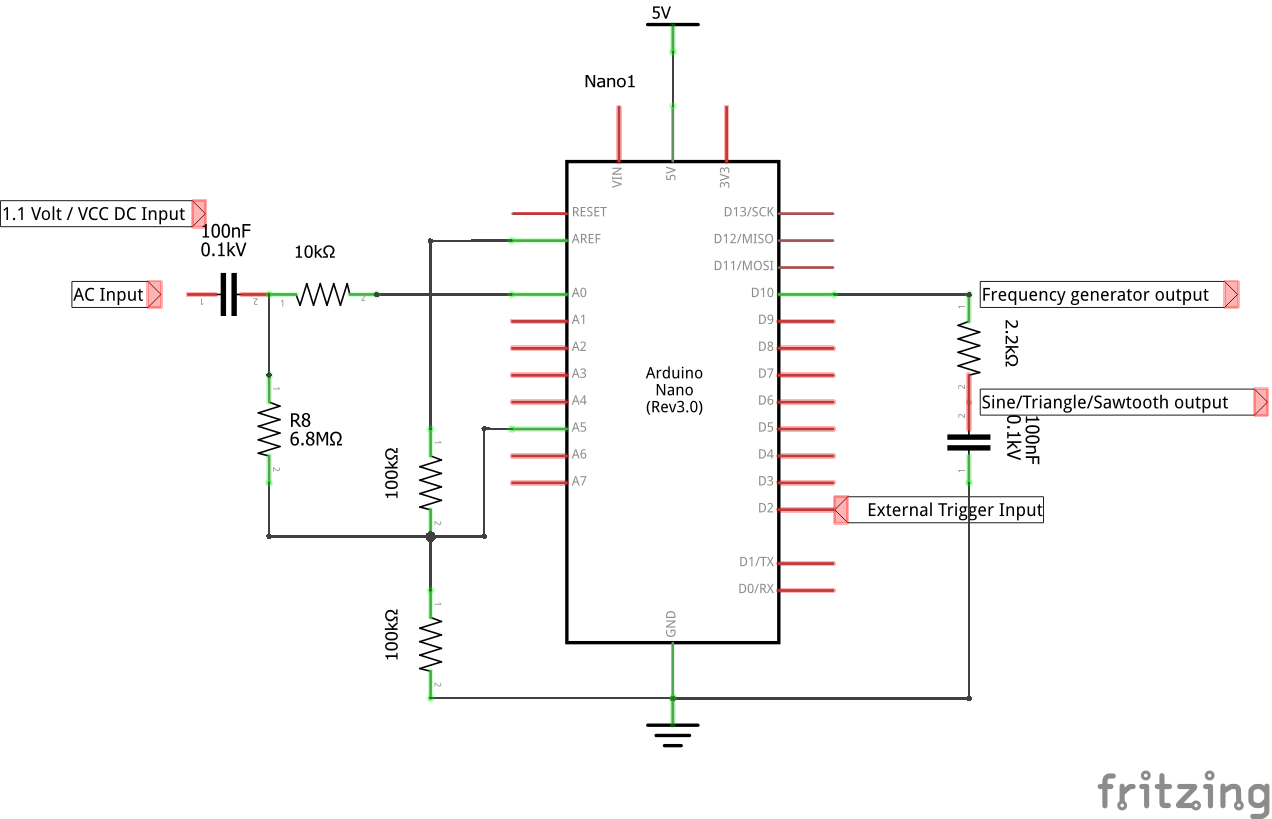 5V
Nano1
VIN
5V
3V3
1.1 Volt / VCC DC Input
100nF
0.1kV
10kΩ
AC Input
1
2
1
2
1
R8
6.8MΩ
2
100kΩ
1
2
100kΩ
1
2
RESET
AREF
A0
A1
A2
A3
A4
A5
A6
A7
Arduino
Nano
(Rev3.0)
D13/SCK
D12/MISO
D11/MOSI
D10
D9
D8
D7
D6
D5
D4
D3
D2
D1/TX
D0/RX
GND
Frequency generator output
1
2.2kΩ
2
Sine/Triangle/Sawtooth output
2
100nF
0.1kV
1
External Trigger Input
fritzing